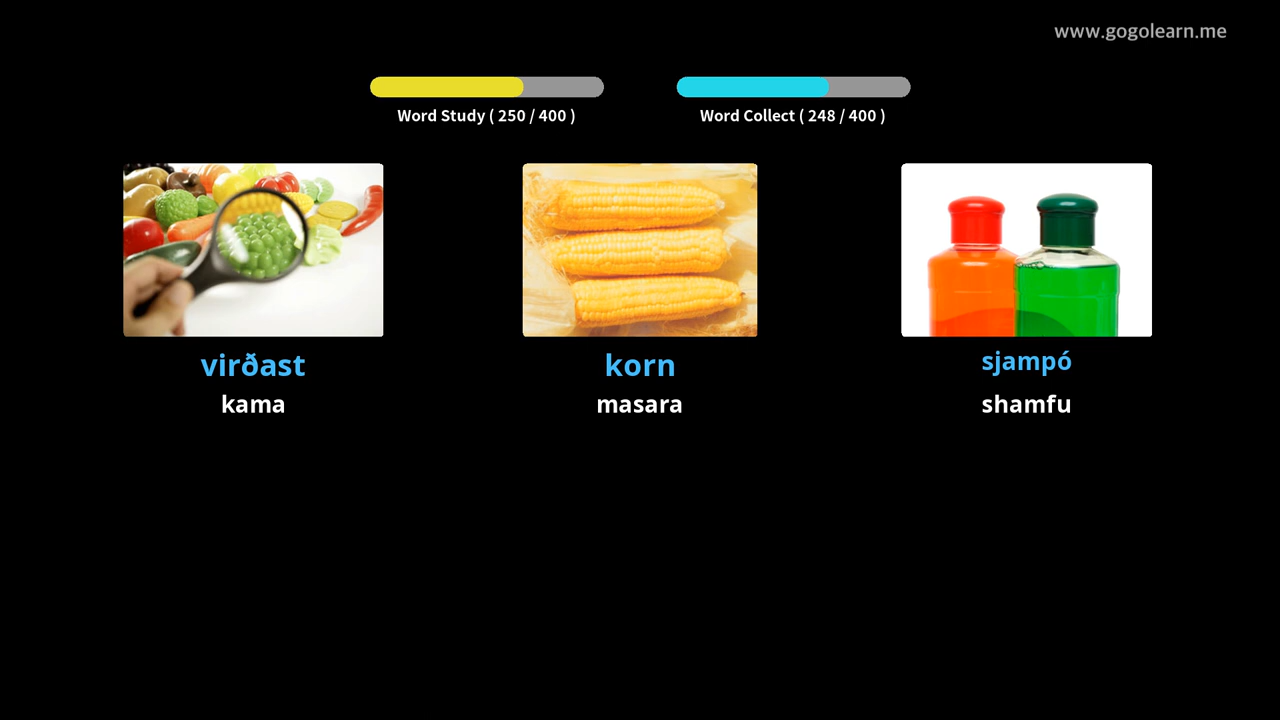 www.gogolearn.me
Word Study ( 250 / 400 )
Word Collect ( 248 / 400 )
virðast
korn
sjampó
kama
masara
shamfu